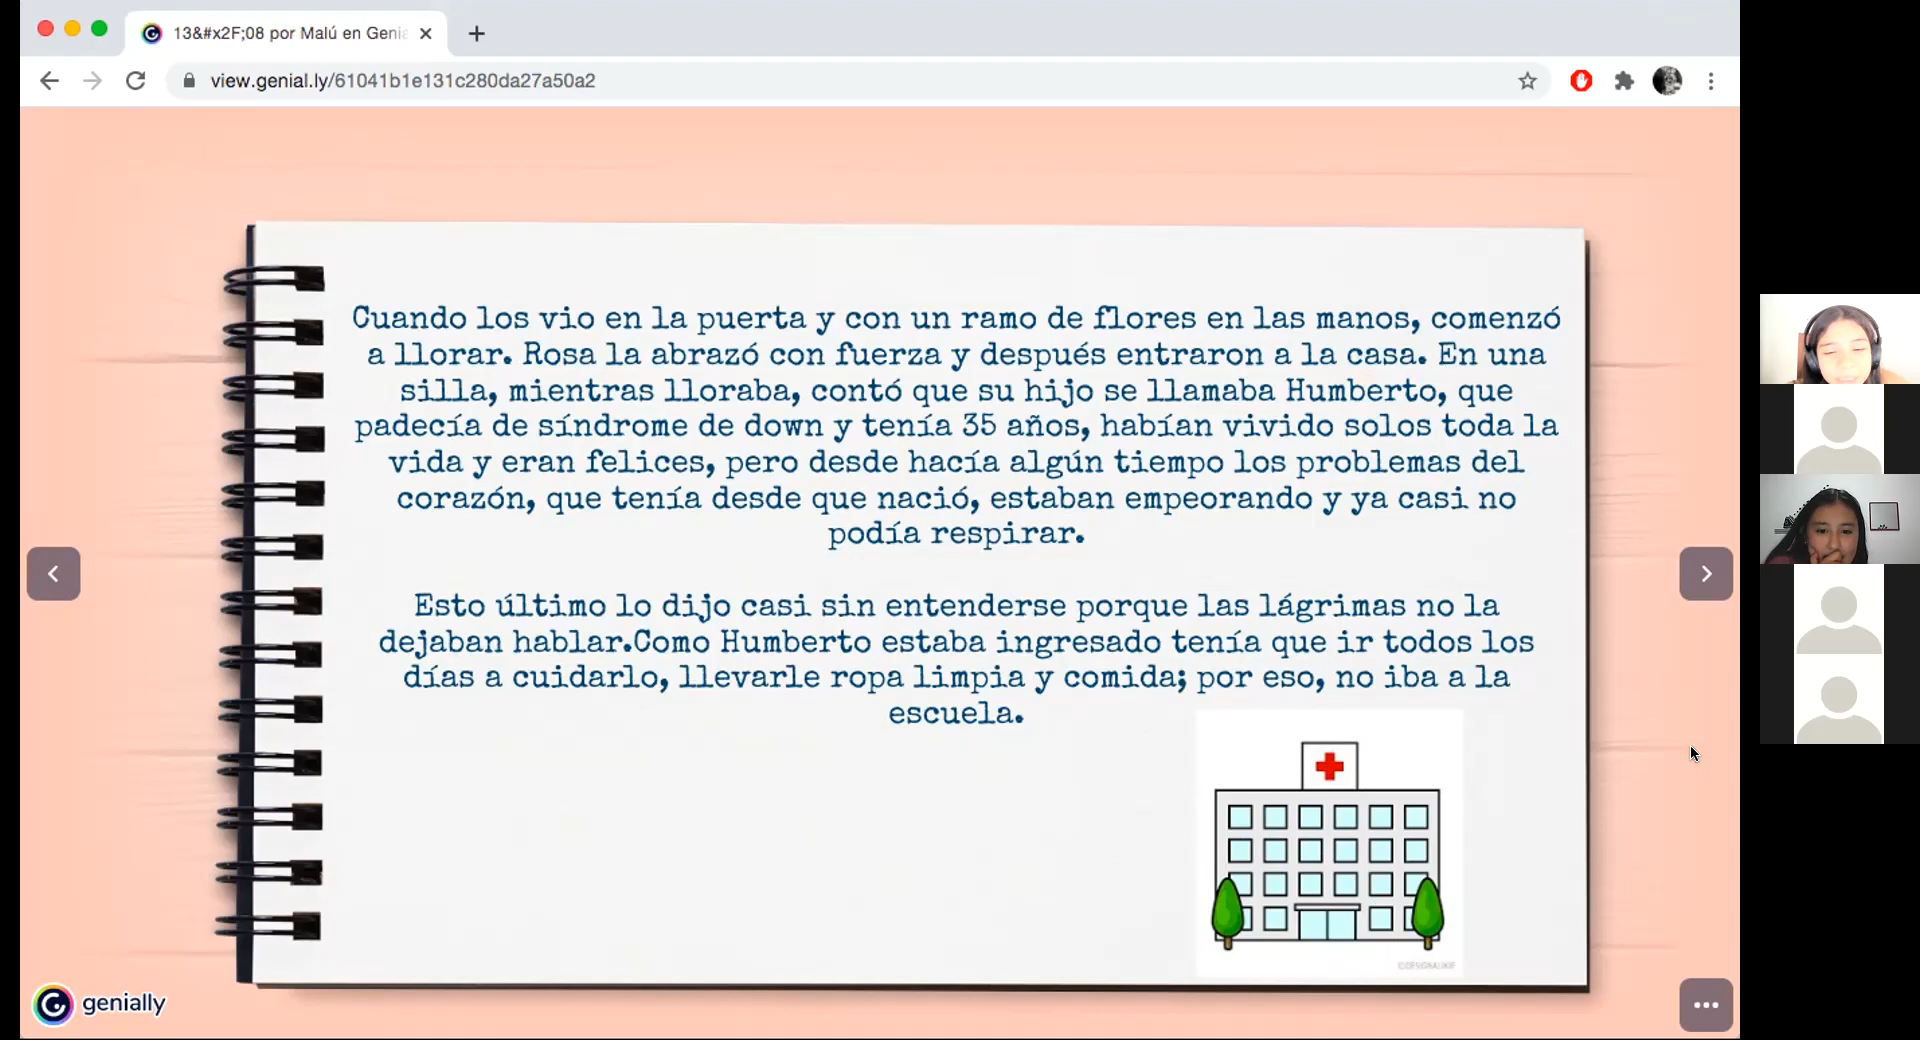 13&#x2F;08 por Malú en Genia
view.genial.ly/61041b1e131c280da27a50a2
Cuando los vio en la puerta y con un ramo de flores en las manos, comenzó
a llorar. Rosa la abrazó con fuerza y después entraron a la casa. En una
silla, mientras lloraba, contó que su hijo se llamaba Humberto, que
padecía de síndrome de down y tenía 35 años, habían vivido solos toda la
vida y eran felices, pero desde hacía algún tiempo los problemas del
corazón, que tenía desde que nació, estaban empeorando y ya casi no
podía respirar.
Esto último lo dijo casi sin entenderse porque las lágrimas no la
dejaban hablar.Como Humberto estaba ingresado tenía que ir todos los
días a cuidarlo, llevarle ropa limpia y comida; por eso, no iba a la
escuela.
genially